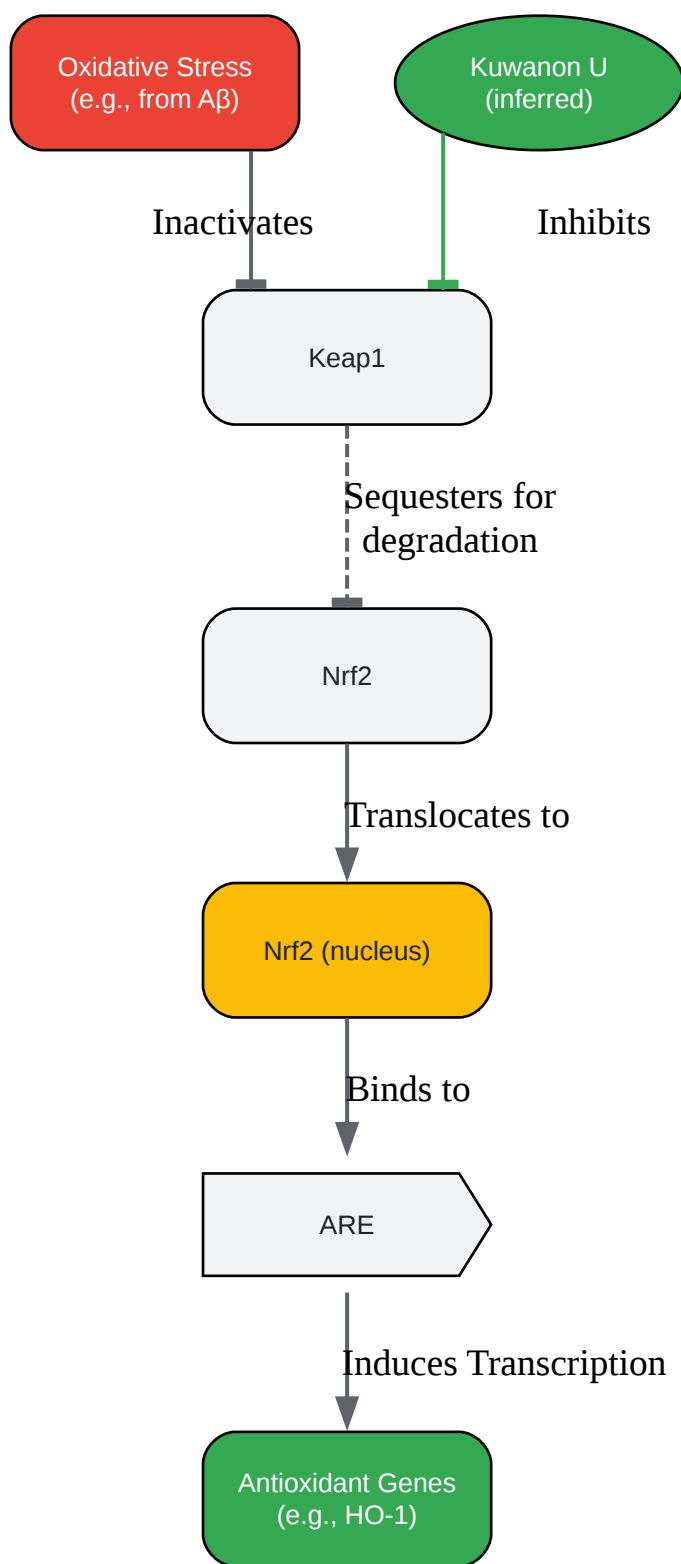 Oxidative Stress
(e.g., from Aβ)
Kuwanon U
(inferred)
Inactivates
Inhibits
Keap1
Sequesters for
degradation
Nrf2
Translocates to
Nrf2 (nucleus)
Binds to
ARE
Induces Transcription
Antioxidant Genes
(e.g., HO-1)